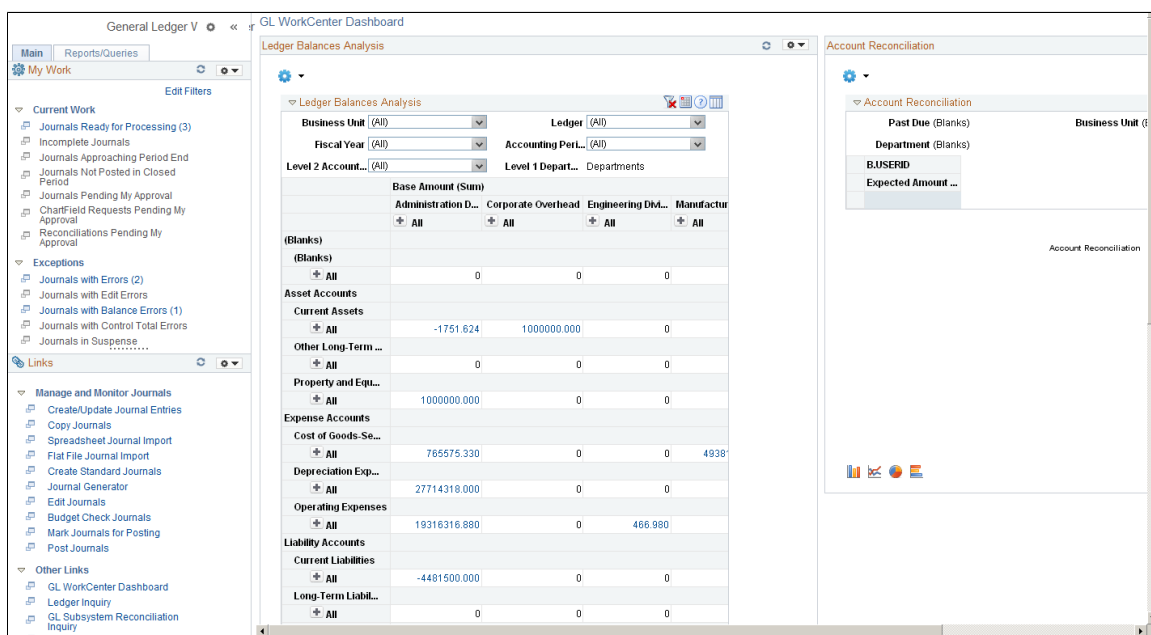 General Ledger V
«
GL WorkCenter Dashboard
Main
Reports/Queries
My Work
Edit Filters
Current Work
Journals Ready for Processing (3)
Incomplete Journals
Journals Approaching Period End
Journals Not Posted in Closed
Period
Journals Pending My Approval
ChartField Requests Pending My
Approval
Reconciliations Pending My
Approval
Exceptions
Journals with Errors (2)
Journals with Edit Errors
Journals with Balance Errors (1)
Journals with Control Total Errors
Journals in Suspense
Links
Manage and Monitor Journals
Create/Update Journal Entries
Copy Journals
Spreadsheet Journal Import
Flat File Journal Import
Create Standard Journals
Journal Generator
Edit Journals
Budget Check Journals
Mark Journals for Posting
Post Journals
Other Links
GL WorkCenter Dashboard
Ledger Inquiry
GL Subsystem Reconciliation
Inquiry
Ledger Balances Analysis
Ledger Balances Analysis
Business Unit (All) Ledger (All)
Fiscal Year (All) Accounting Peri... (All)
Level 2 Account... (All) Level 1 Depart... Departments
Base Amount (Sum)
Administration D... Corporate Overhead Engineering Divi... Manufactur
All All All All
(Blanks)
(Blanks)
All 0 0 0
Asset Accounts
Current Assets
All -1751.624 1000000.000 0
Other Long-Term ...
All 0 0 0
Property and Equ...
All 1000000.000 0 0
Expense Accounts
Cost of Goods-Se...
All 765575.330 0 0 4938
Depreciation Exp...
All 27714318.000 0 0
Operating Expenses
All 19316316.880 0 466.980
Liability Accounts
Current Liabilities
All -4481500.000 0 0
Long-Term Liabil...
All 0 0 0
Account Reconciliation
Account Reconciliation
Past Due (Blanks) Business Unit
Department (Blanks)
B.USERID
Expected Amount ...
Account Reconciliation